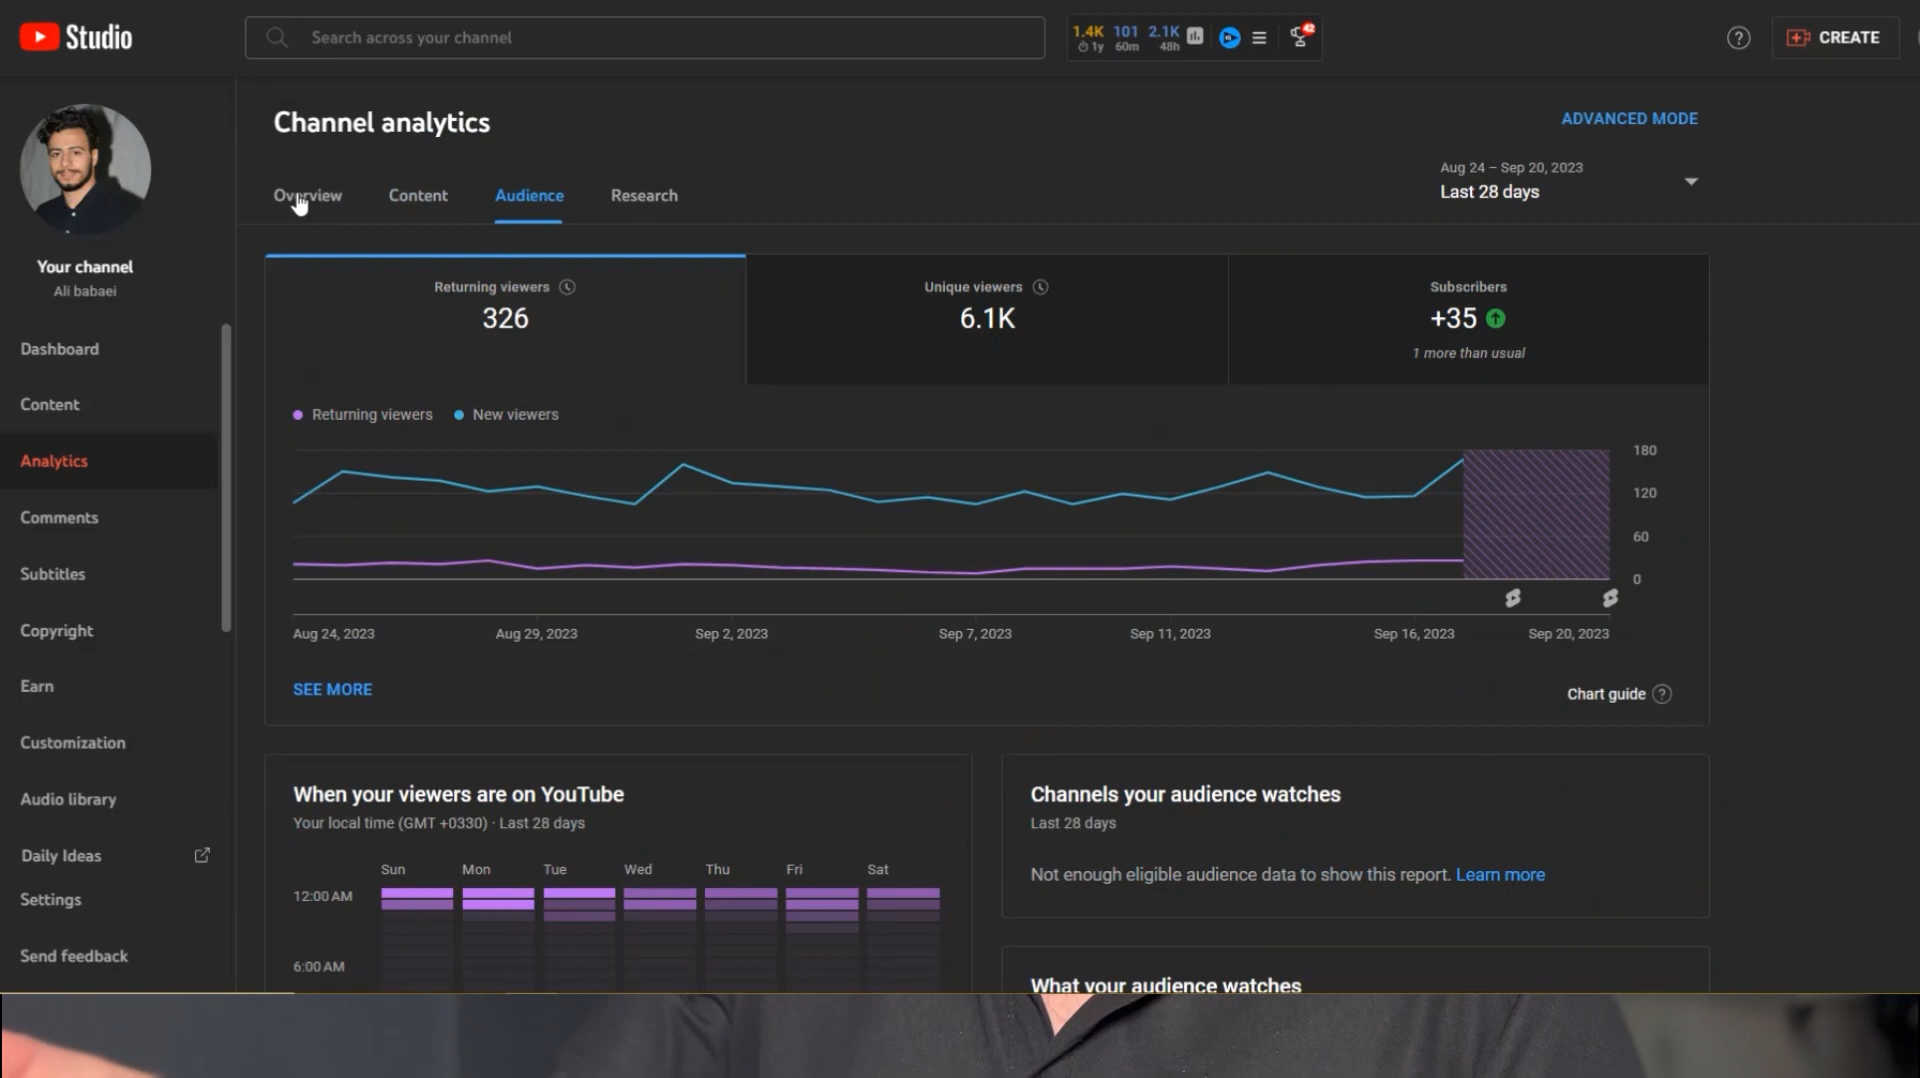 Studio
Search across your channel
1.4K 101 2.1K
1y 60m 48h
42
?
CREATE
Channel analytics
ADVANCED MODE
Overview Content Audience Research
Aug 24 – Sep 20, 2023
Last 28 days
Your channel
Ali babaei
Dashboard
Content
Analytics
Comments
Subtitles
Copyright
Earn
Customization
Audio library
Daily Ideas
Settings
Send feedback
Returning viewers
326
Unique viewers
6.1K
Subscribers
+35
1 more than usual
Returning viewers New viewers
180
120
60
0
Aug 24, 2023 Aug 29, 2023 Sep 2, 2023 Sep 7, 2023 Sep 11, 2023 Sep 16, 2023 Sep 20, 2023
SEE MORE
Chart guide ?
When your viewers are on YouTube
Your local time (GMT +0330) · Last 28 days
Sun Mon Tue Wed Thu Fri Sat
12:00 AM
6:00 AM
Channels your audience watches
Last 28 days
Not enough eligible audience data to show this report. Learn more
What your audience watches